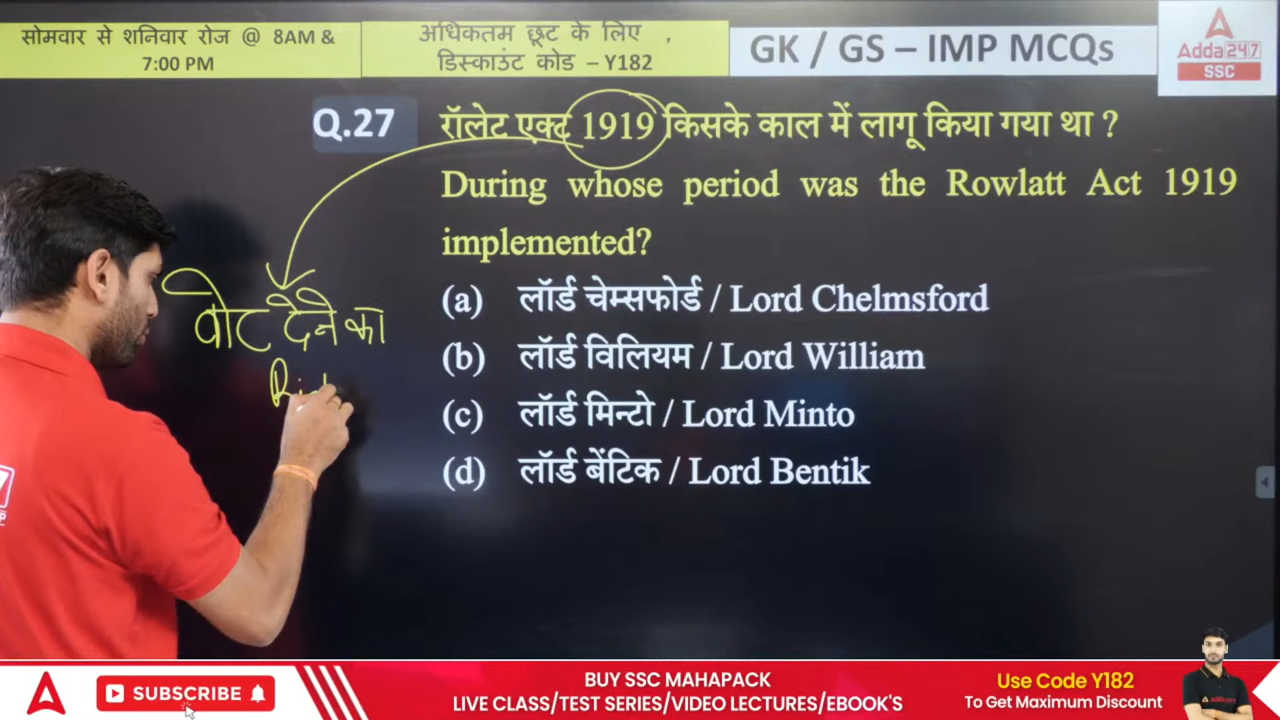 सोमवार से शनिवार रोज @ 8AM &
7:00 PM
अधिकतम छूट के लिए ,
डिस्काउंट कोड – Y182
GK / GS – IMP MCQs
Adda247
SSC
Q.27
रॉलेट एक्ट 1919 किसके काल में लागू किया गया था ?
During whose period was the Rowlatt Act 1919
implemented?
(a) लॉर्ड चेम्सफोर्ड / Lord Chelmsford
(b) लॉर्ड विलियम / Lord William
(c) लॉर्ड मिन्टो / Lord Minto
(d) लॉर्ड बेंटिक / Lord Bentik
वोट देने का
7
SUBSCRIBE
BUY SSC MAHAPACK
LIVE CLASS/TEST SERIES/VIDEO LECTURES/EBOOK'S
Use Code Y182
To Get Maximum Discount